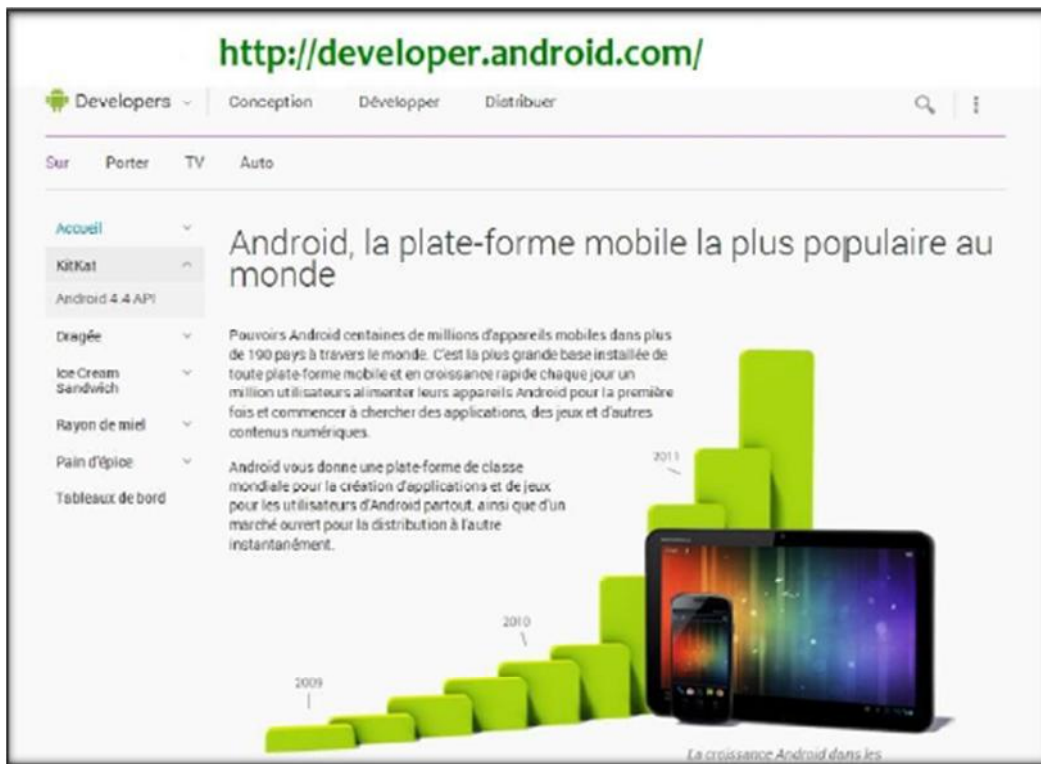 http://developer.android.com/
Developers
Conception
Développer
Distribuer
Sur
Porter
TV
Auto
Accueil
KitKat
Android 4.4 API
Dragée
Ice Cream
Sandwich
Rayon de miel
Pain d'épice
Tableaux de bord
Android, la plate-forme mobile la plus populaire au
monde
Pouvoirs Android centaines de millions d'appareils mobiles dans plus
de 190 pays à travers le monde. C'est la plus grande base installée de
toute plate-forme mobile et en croissance rapide chaque jour un
million utilisateurs alimenter leurs appareils Android pour la première
fois et commencer à chercher des applications, des jeux et d'autres
contenus numériques.
Android vous donne une plate-forme de classe
mondiale pour la création d'applications et de jeux
pour les utilisateurs d'Android partout, ainsi que d'un
marché ouvert pour la distribution à l'autre
instantanément.
2011
2010
2009
La croissance Android dans les